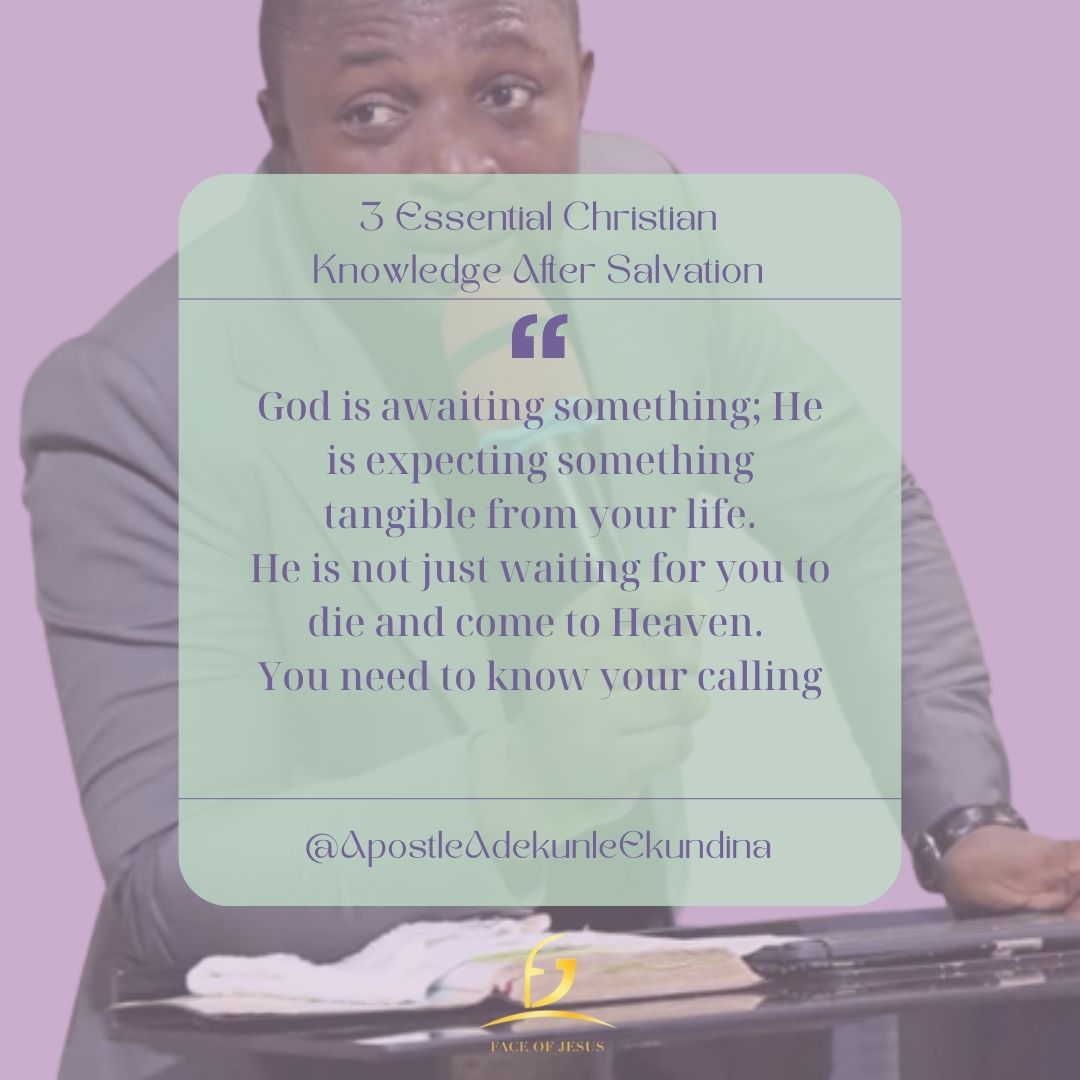 3 Essential Christian
Knowledge After Salvation
“
God is awaiting something; He
is expecting something
tangible from your life.
He is not just waiting for you to
die and come to Heaven.
You need to know your calling
@ApostleAdekunleEkundina
FJ
FACE OF JESUS